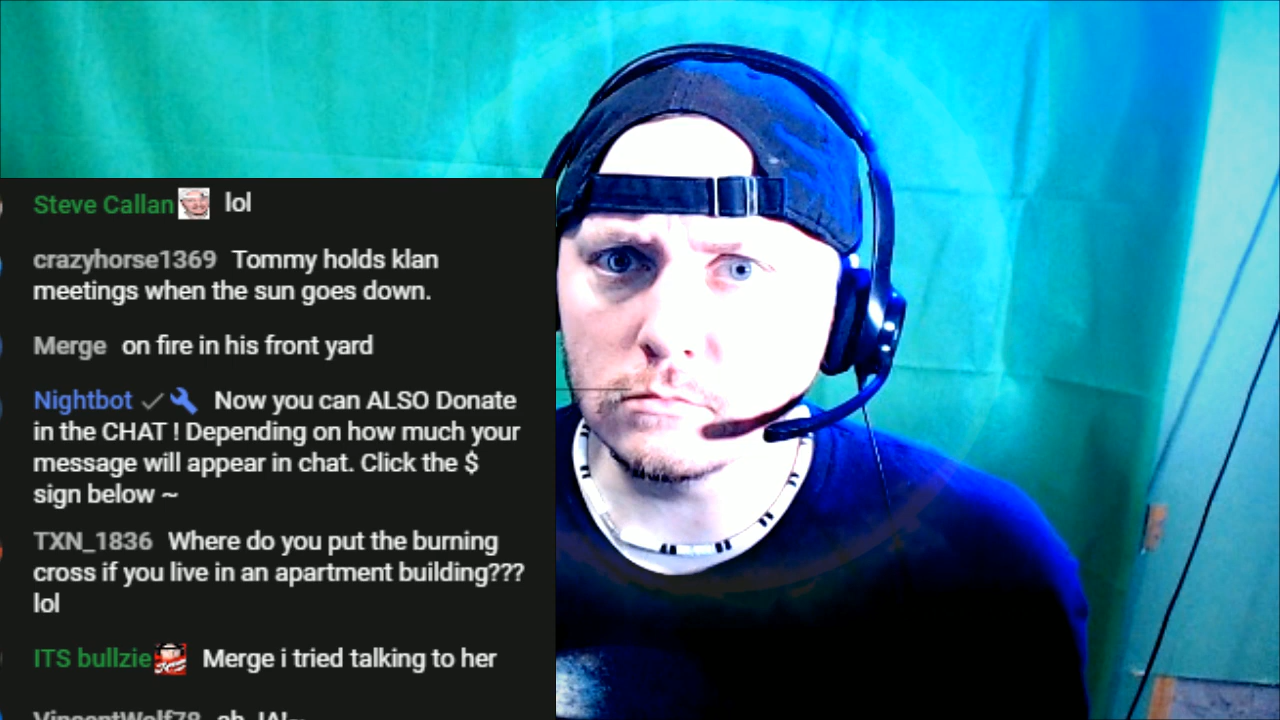 Steve Callan lol
crazyhorse1369 Tommy holds klan
meetings when the sun goes down.
Merge on fire in his front yard
Nightbot Now you can ALSO Donate
in the CHAT ! Depending on how much your
message will appear in chat. Click the $
sign below ~
TXN_1836 Where do you put the burning
cross if you live in an apartment building???
lol
ITS bullzie Merge i tried talking to her
VincentWolf78